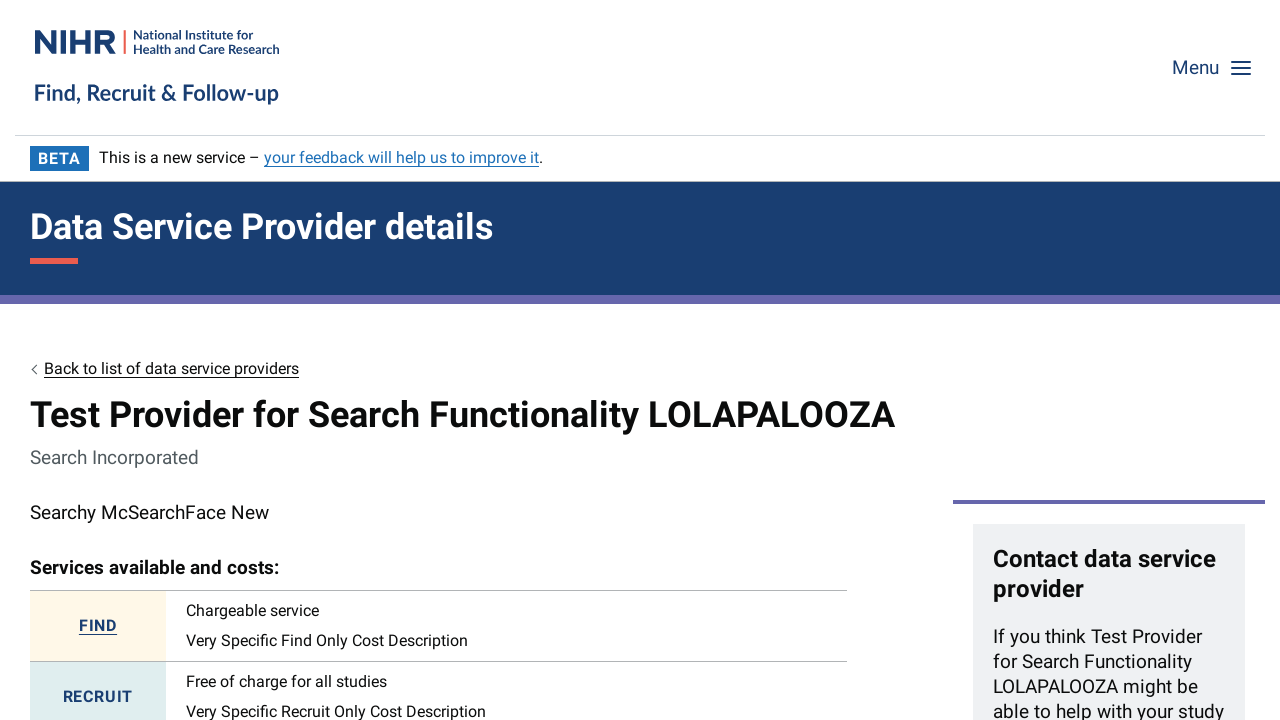 NIHR | National Institute for
Health and Care Research
Find, Recruit & Follow-up
Menu
BETA This is a new service – your feedback will help us to improve it.
Data Service Provider details
Back to list of data service providers
Test Provider for Search Functionality LOLAPALOOZA
Search Incorporated
Searchy McSearchFace New
Services available and costs:
FIND
Chargeable service
Very Specific Find Only Cost Description
RECRUIT
Free of charge for all studies
Very Specific Recruit Only Cost Description
Contact data service
provider
If you think Test Provider
for Search Functionality
LOLAPALOOZA might be
able to help with your study